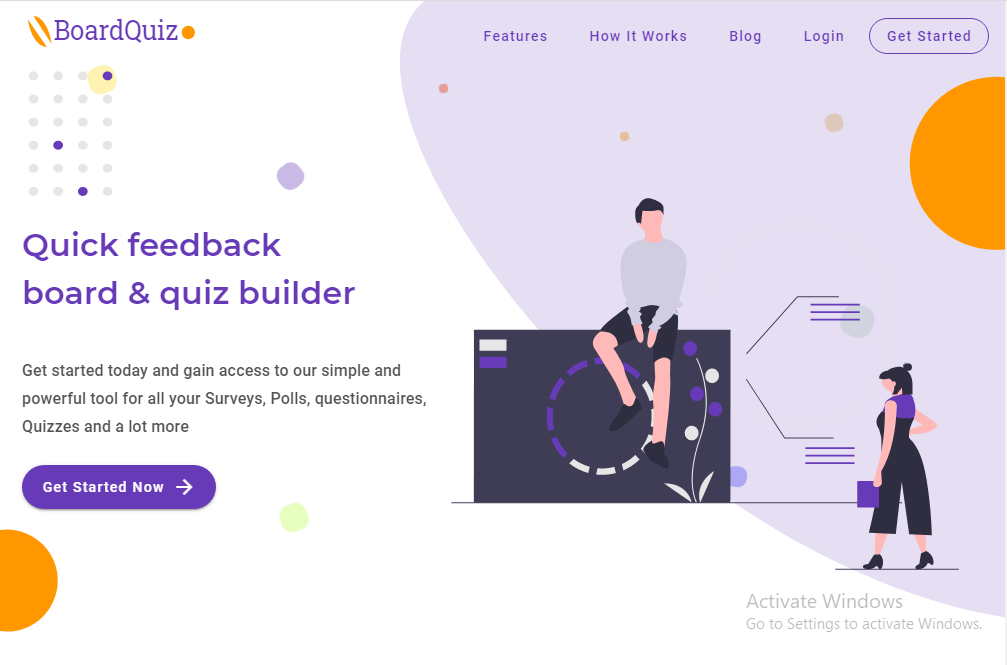 BoardQuiz
Features
How It Works
Blog
Login
Get Started
Quick feedback
board & quiz builder
Get started today and gain access to our simple and
powerful tool for all your Surveys, Polls, questionnaires,
Quizzes and a lot more
Get Started Now
Activate Windows
Go to Settings to activate Windows.